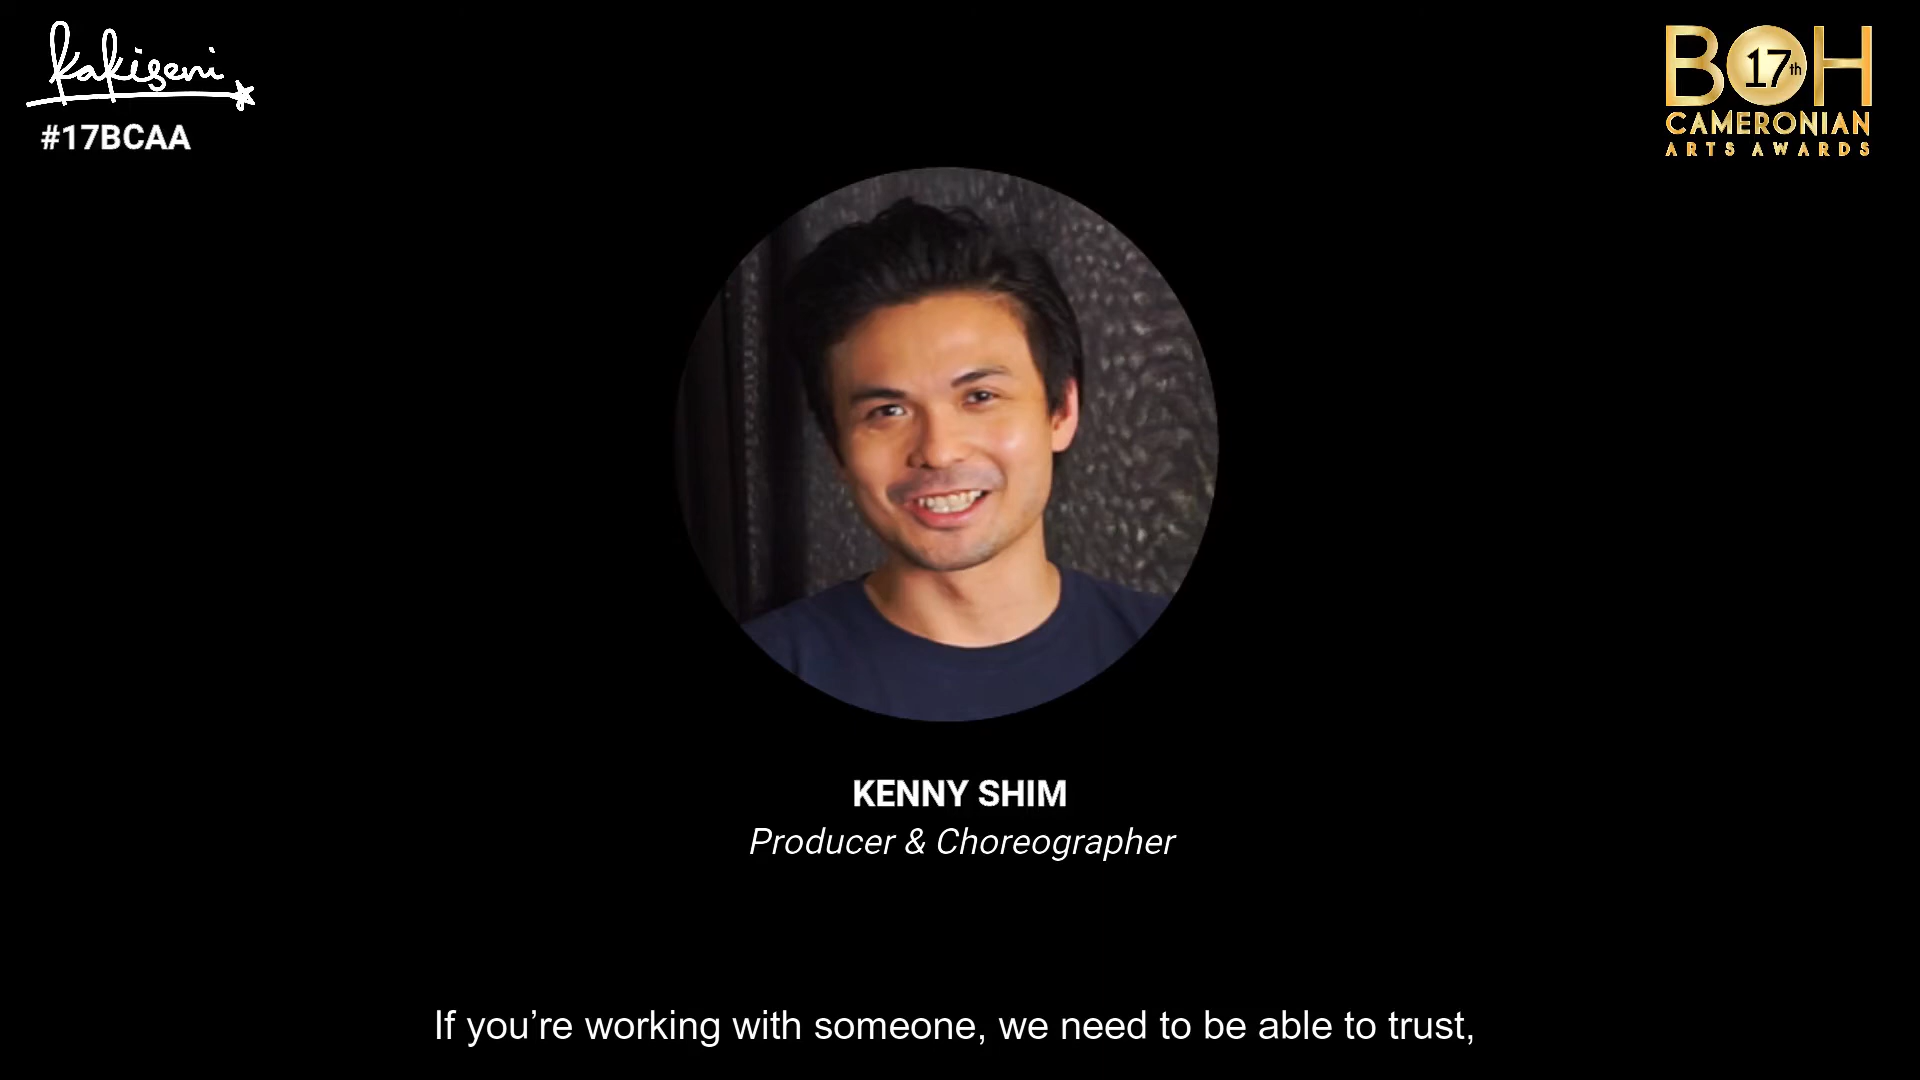 kakiseni
#17BCAA
BOH
17th
CAMERONIAN
ARTS AWARDS
KENNY SHIM
Producer & Choreographer
If you’re working with someone, we need to be able to trust,